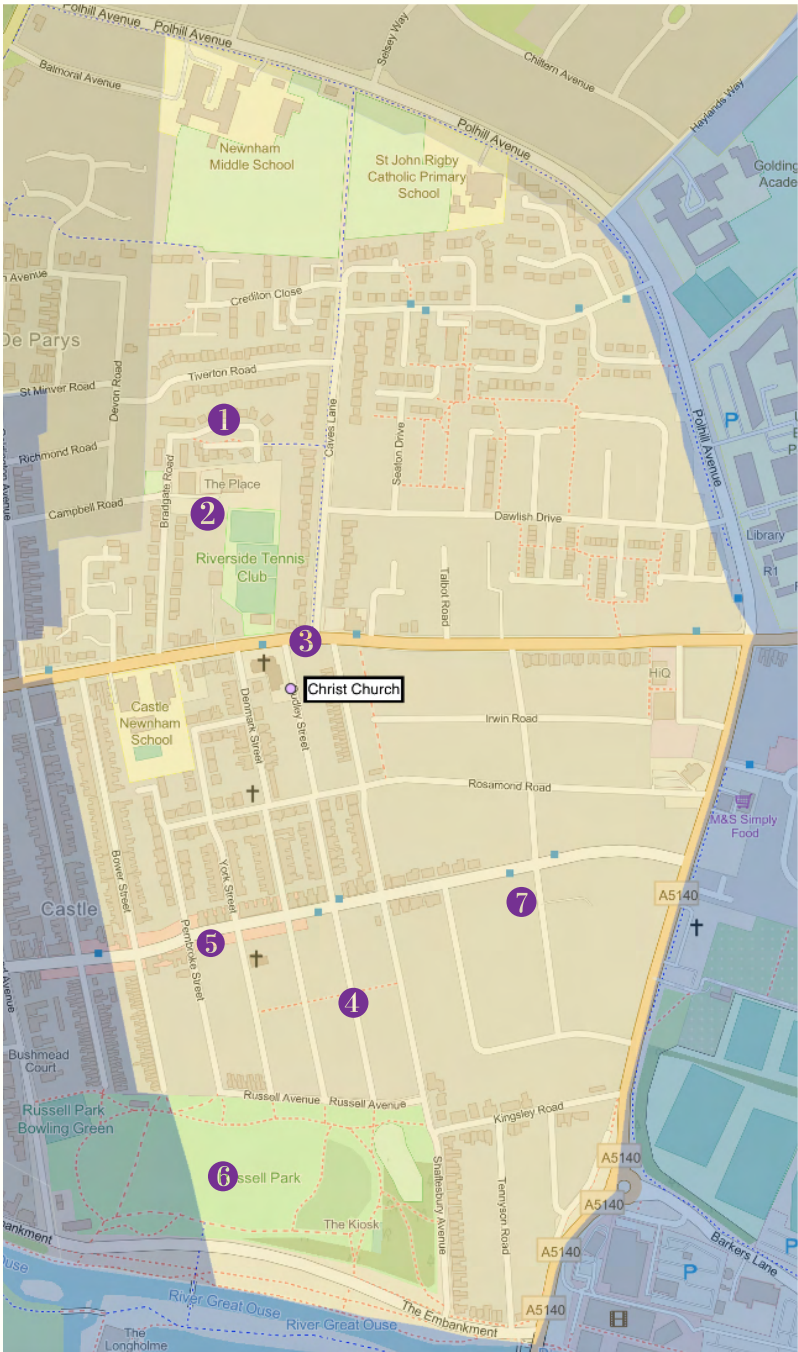 Polhill Avenue
Polhill Avenue
Selsey Way
Chiltern Avenue
Balmoral Avenue
Haylands Way
Polhill Avenue
Newnham
Middle School
St John Rigby
Catholic Primary
School
Golding
Acade
n Avenue
Crediton Close
De Parys
Tiverton Road
St Minver Road
Devon Road
Caves Lane
1
Polhill Avenue
P
Richmond Road
Seaton Drive
Bradgate Road
The Place
Campbell Road
2
Dawlish Drive
Library
Riverside Tennis
Club
Talbot Road
R1
3
Christ Church
HiQ
Castle
Newnham
School
Denmark Street
udley Street
Irwin Road
Rosamond Road
M&S Simply
Food
Bower Street
York Street
Castle
7
A5140
Pembroke Street
5
4
Bushmead
Court
Russell Avenue
Russell Avenue
Russell Park
Bowling Green
Kingsley Road
A5140
6
ssell Park
Shaftesbury Avenue
Tennyson Road
A5140
The Kiosk
bankment
A5140
Barkers Lane
P
P
Ouse
River Great Ouse
River Great Ouse
The Embankment
A5140
The
Longholme